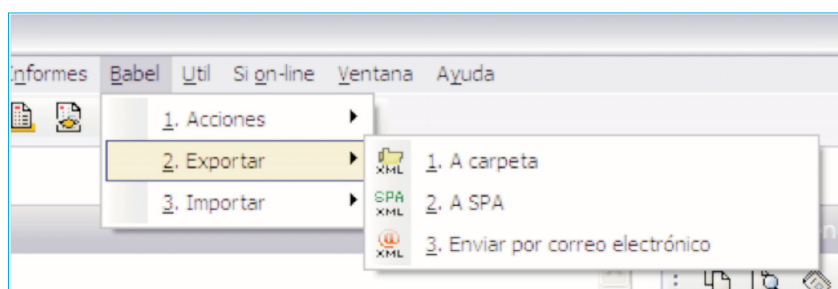 Informes Babel Util Si on-line Ventana Ayuda
1. Acciones
2. Exportar
3. Importar
XML 1. A carpeta
SPA XML 2. A SPA
@ XML 3. Enviar por correo electrónico